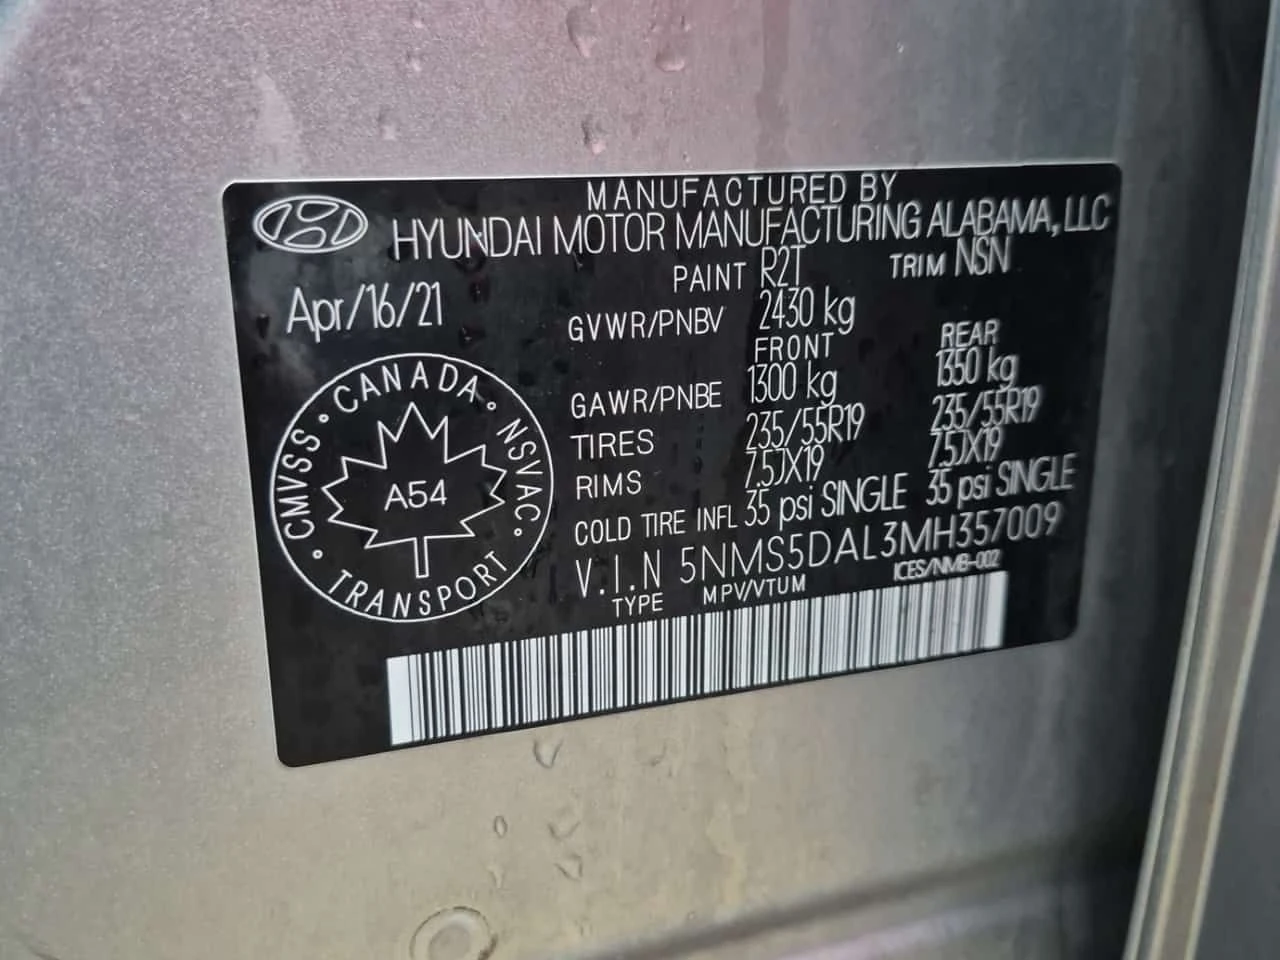 MANUFACTURED BY
HYUNDAI MOTOR MANUFACTURING ALABAMA, LLC
PAINT R2T TRIM NSN
Apr/16/21
GVWR/PNBV 2430 kg
FRONT REAR
GAWR/PNBE 1300 kg 1350 kg
TIRES 235/55R19 235/55R19
RIMS 7.5JX19 7.5JX19
COLD TIRE INFL 35 psi SINGLE 35 psi SINGLE
V.I.N 5NMS5DAL3MH357009
TYPE MPV/VTUM ICES/NMB-002
CANADA
CMVSS • NSVAC
A54
TRANSPORT